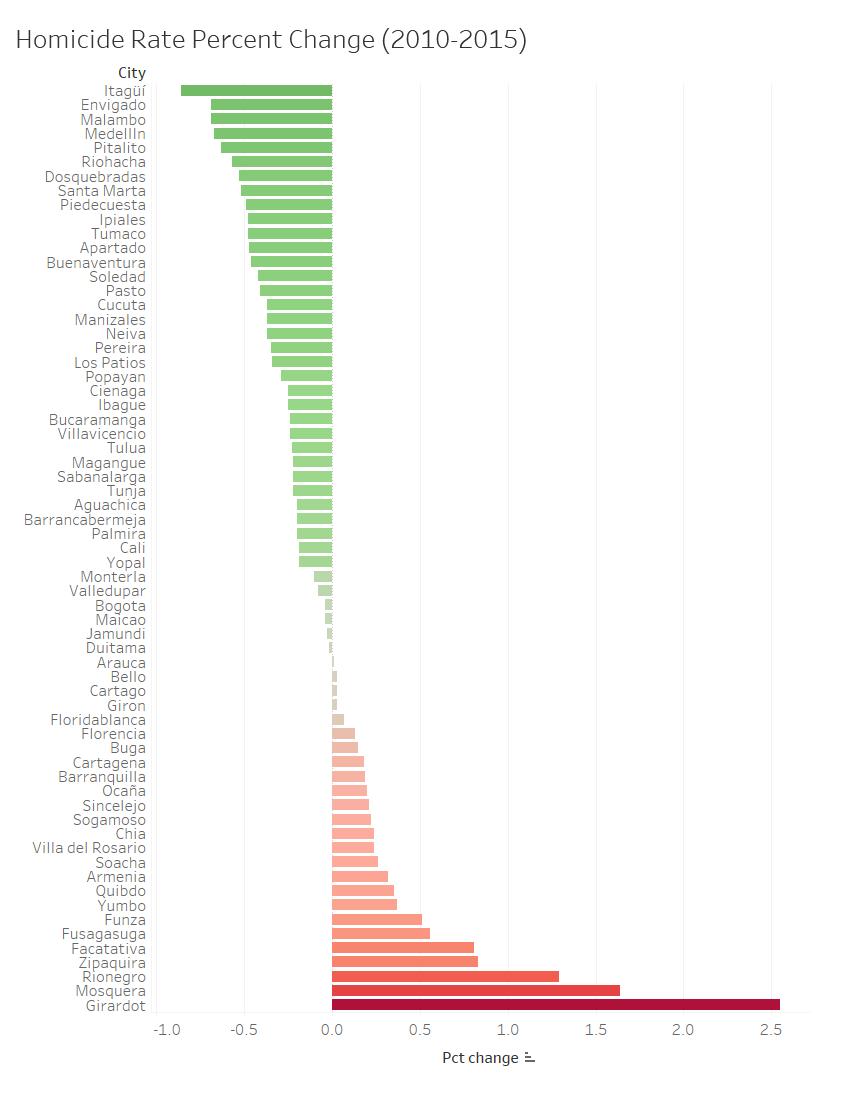 Homicide Rate Percent Change (2010-2015)
City
Itagüí
Envigado
Malambo
MedellIn
Pitalito
Riohacha
Dosquebradas
Santa Marta
Piedecuesta
Ipiales
Tumaco
Apartado
Buenaventura
Soledad
Pasto
Cucuta
Manizales
Neiva
Pereira
Los Patios
Popayan
Cienaga
Ibague
Bucaramanga
Villavicencio
Tulua
Magangue
Sabanalarga
Tunja
Aguachica
Barrancabermeja
Palmira
Cali
Yopal
MonterIa
Valledupar
Bogota
Maicao
Jamundi
Duitama
Arauca
Bello
Cartago
Giron
Floridablanca
Florencia
Buga
Cartagena
Barranquilla
Ocaña
Sincelejo
Sogamoso
Chia
Villa del Rosario
Soacha
Armenia
Quibdo
Yumbo
Funza
Fusagasuga
Facatativa
Zipaquira
Rionegro
Mosquera
Girardot
-1.0 -0.5 0.0 0.5 1.0 1.5 2.0 2.5
Pct change